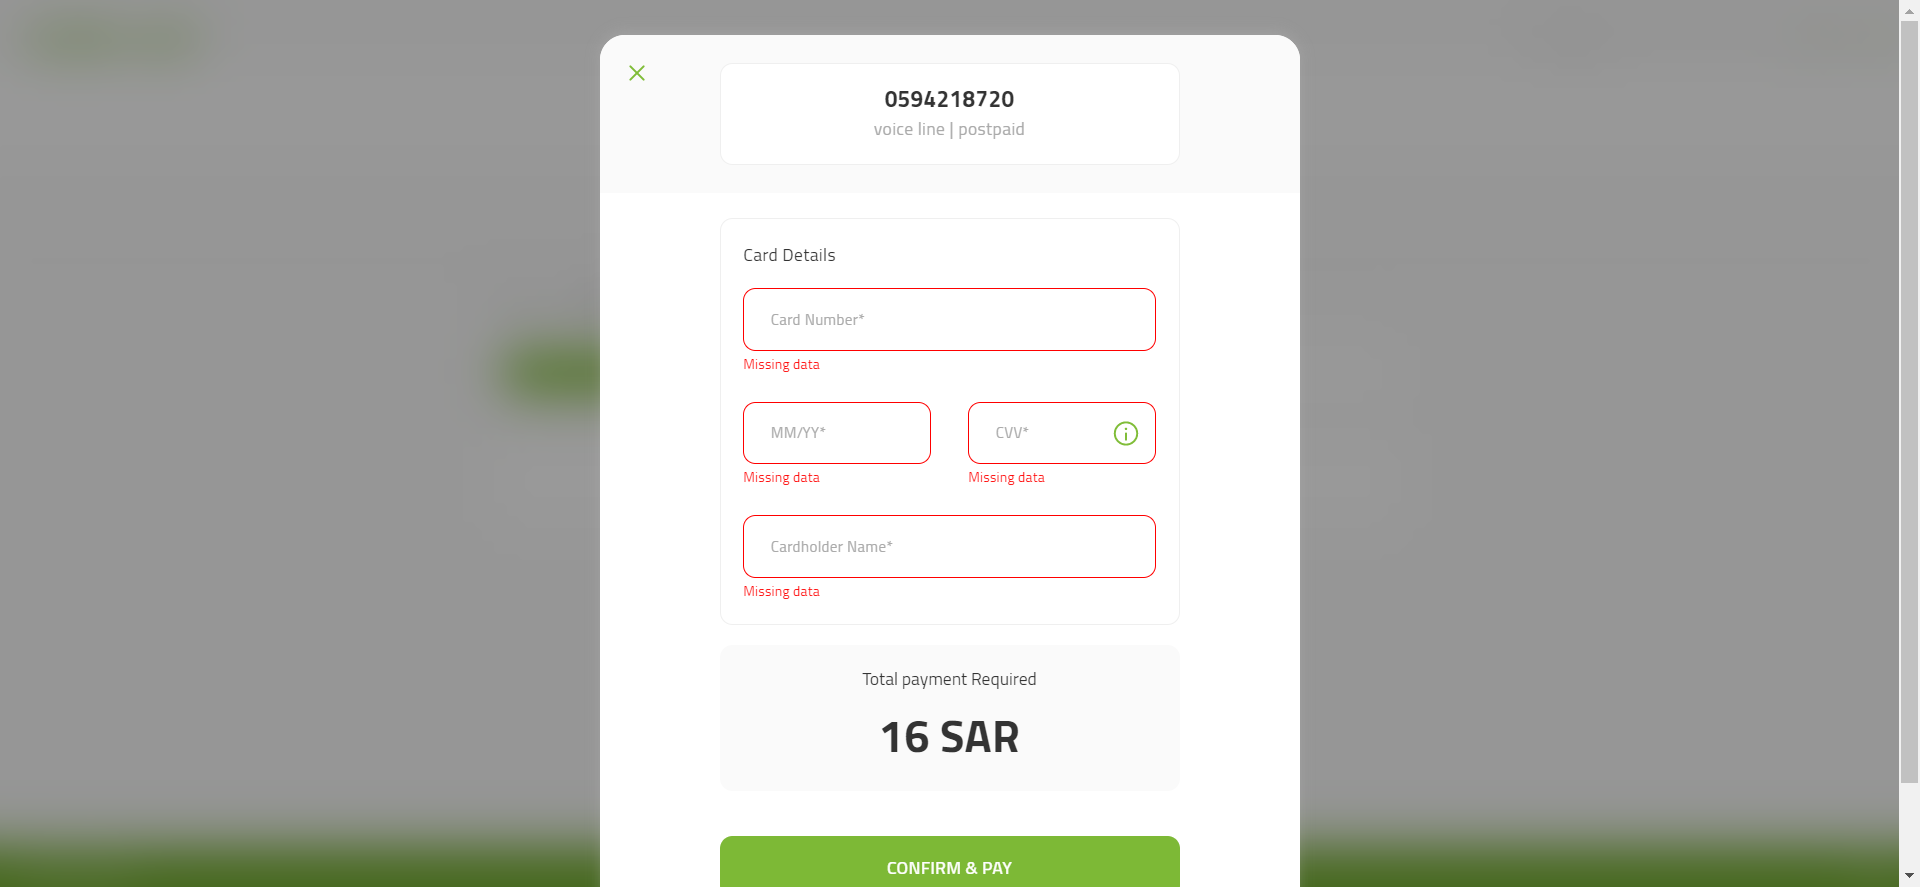 0594218720
voice line | postpaid
Card Details
Card Number*
Missing data
MM/YY*
CVV*
Missing data
Missing data
Cardholder Name*
Missing data
Total payment Required
16 SAR
CONFIRM & PAY